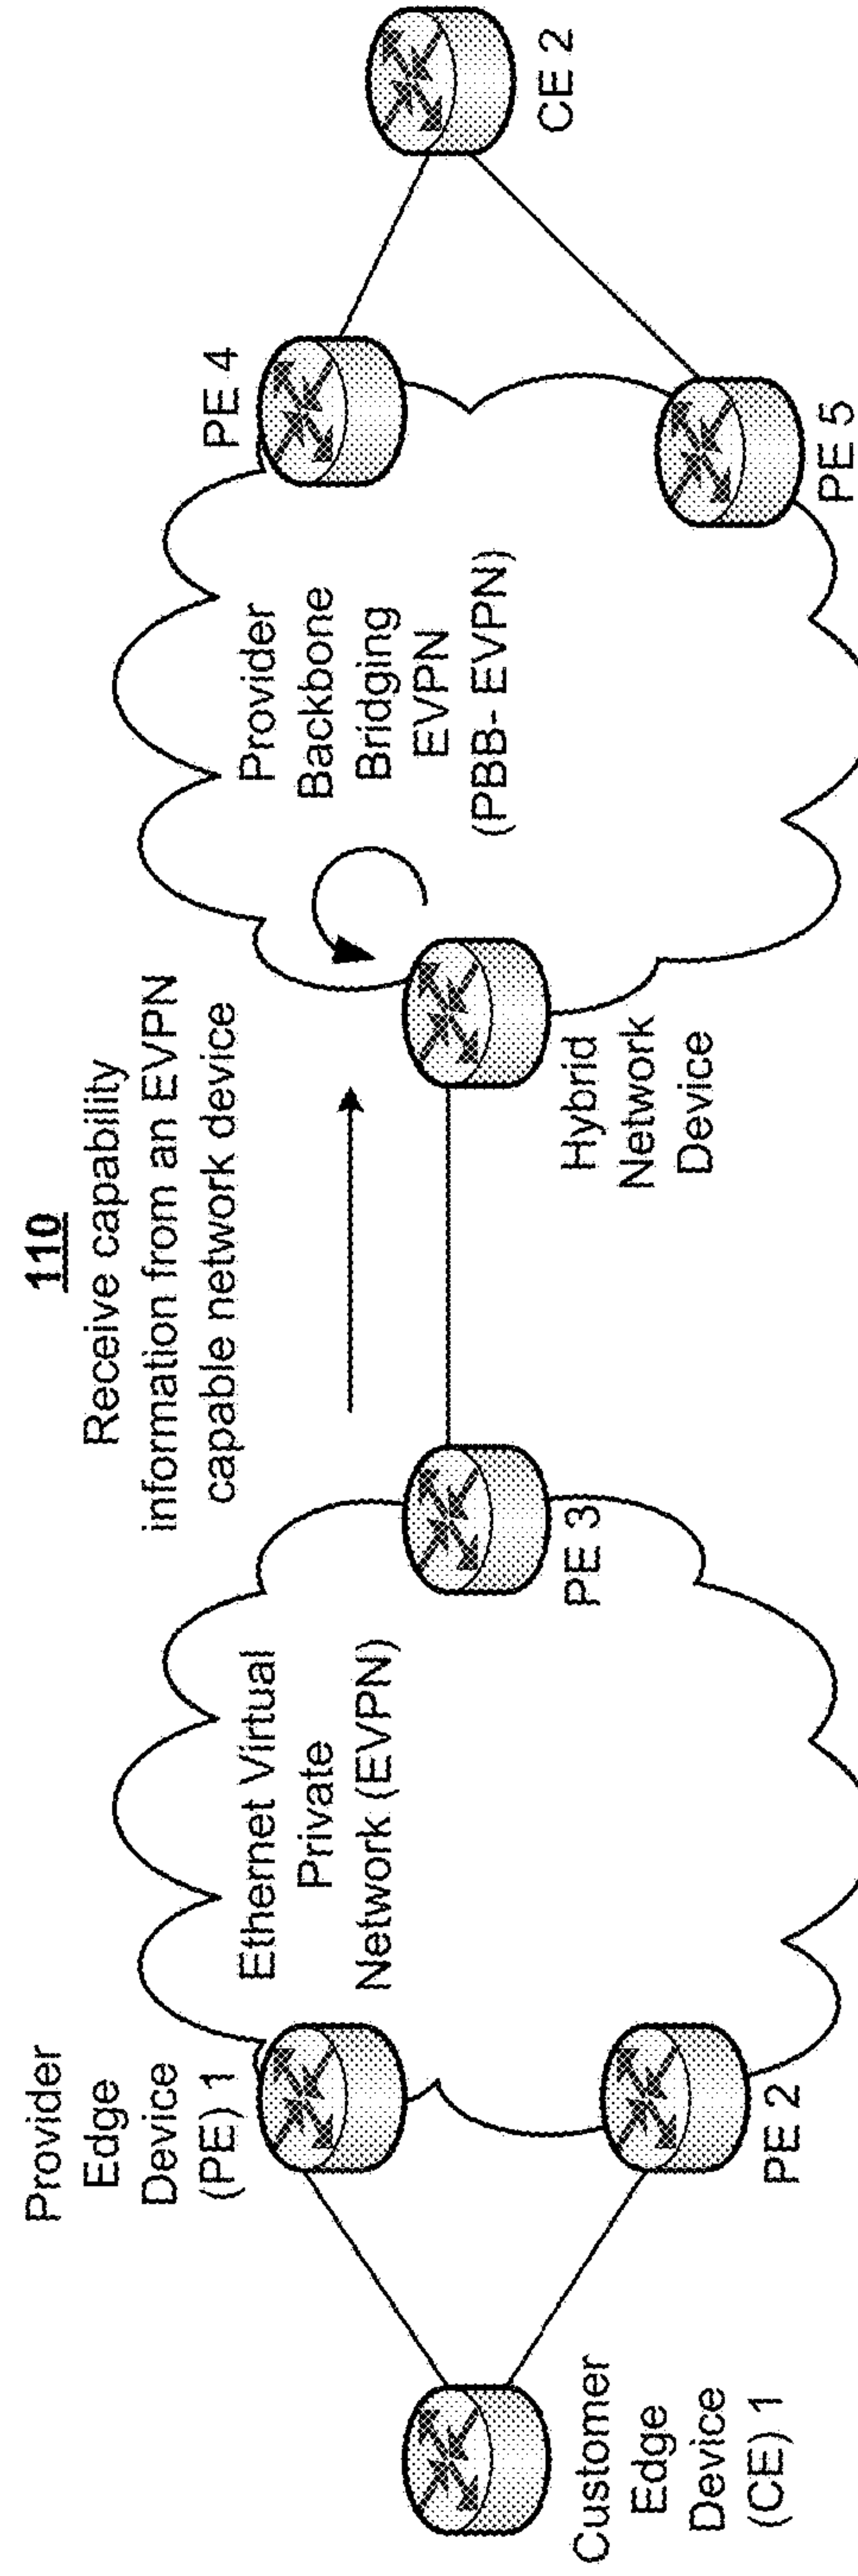 110
Receive capability
information from an EVPN
capable network device
Provider
Edge
Device
(PE) 1
Ethernet Virtual
Private
Network (EVPN)
Provider
Backbone
Bridging
EVPN
(PBB- EVPN)
PE 4
CE 2
Customer
Edge
Device
(CE) 1
PE 2
PE 3
Hybrid
Network
Device
PE 5